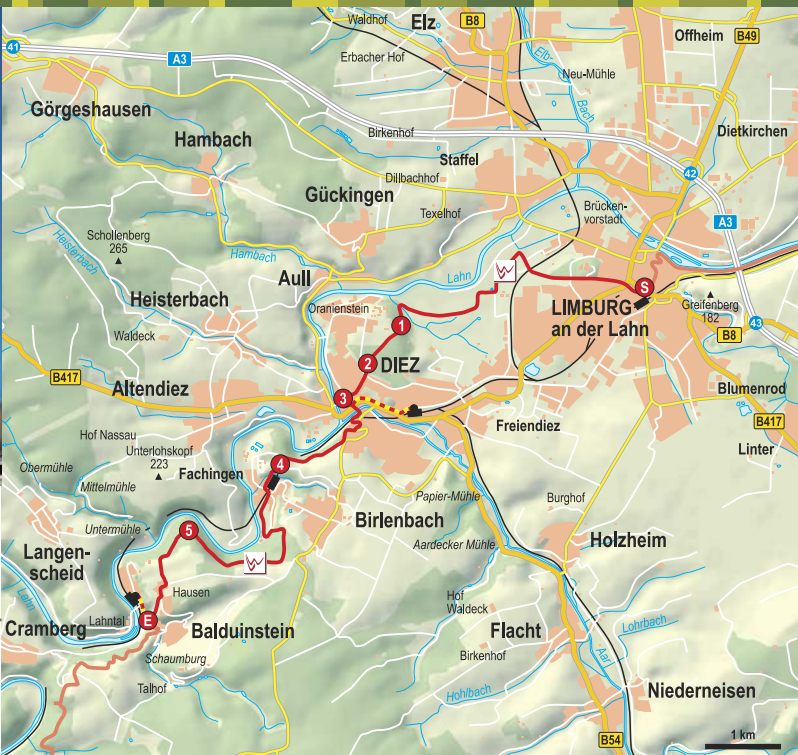 Waldhof
Elz
B8
Offheim
B49
41
A3
Erbacher Hof
Elb-
Bach
Neu-Mühle
Görgeshausen
Hambach
Birkenhof
Staffel
Dietkirchen
Dillbachhof
42
Gückingen
Texelhof
Brücken-
vorstadt
A3
Schollenberg
265
Heisterbach
Hambach
Aull
Lahn
S
Heisterbach
Oranienstein
LIMBURG
an der Lahn
Greifenberg
182
43
1
B8
Waldeck
2
DIEZ
B417
Altendiez
3
Blumenrod
B417
Freiendiez
Hof Nassau
Linter
Unterlohskopf
223
Obermühle
Mittelmühle
Fachingen
4
Papier-Mühle
Burghof
Untermühle
5
Birlenbach
Langen-
scheid
Aardecker Mühle
Holzheim
Lahn
Hausen
Hof
Waldeck
Cramberg
Lahntal
E
Balduinstein
Flacht
Lohrbach
Schaumburg
Birkenhof
Aar
Talhof
Hohlbach
Niederneisen
B54
1 km